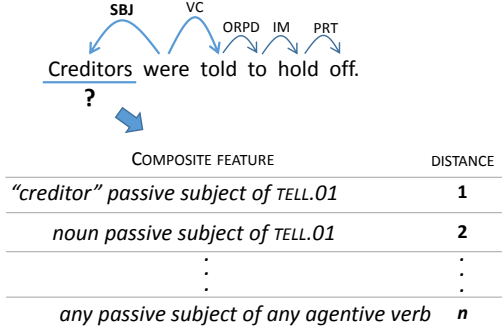 SBJ VC ORPD IM PRT
Creditors were told to hold off.
?
COMPOSITE FEATURE DISTANCE
"creditor" passive subject of TELL.01 1
noun passive subject of TELL.01 2
. .
. .
. .
any passive subject of any agentive verb n